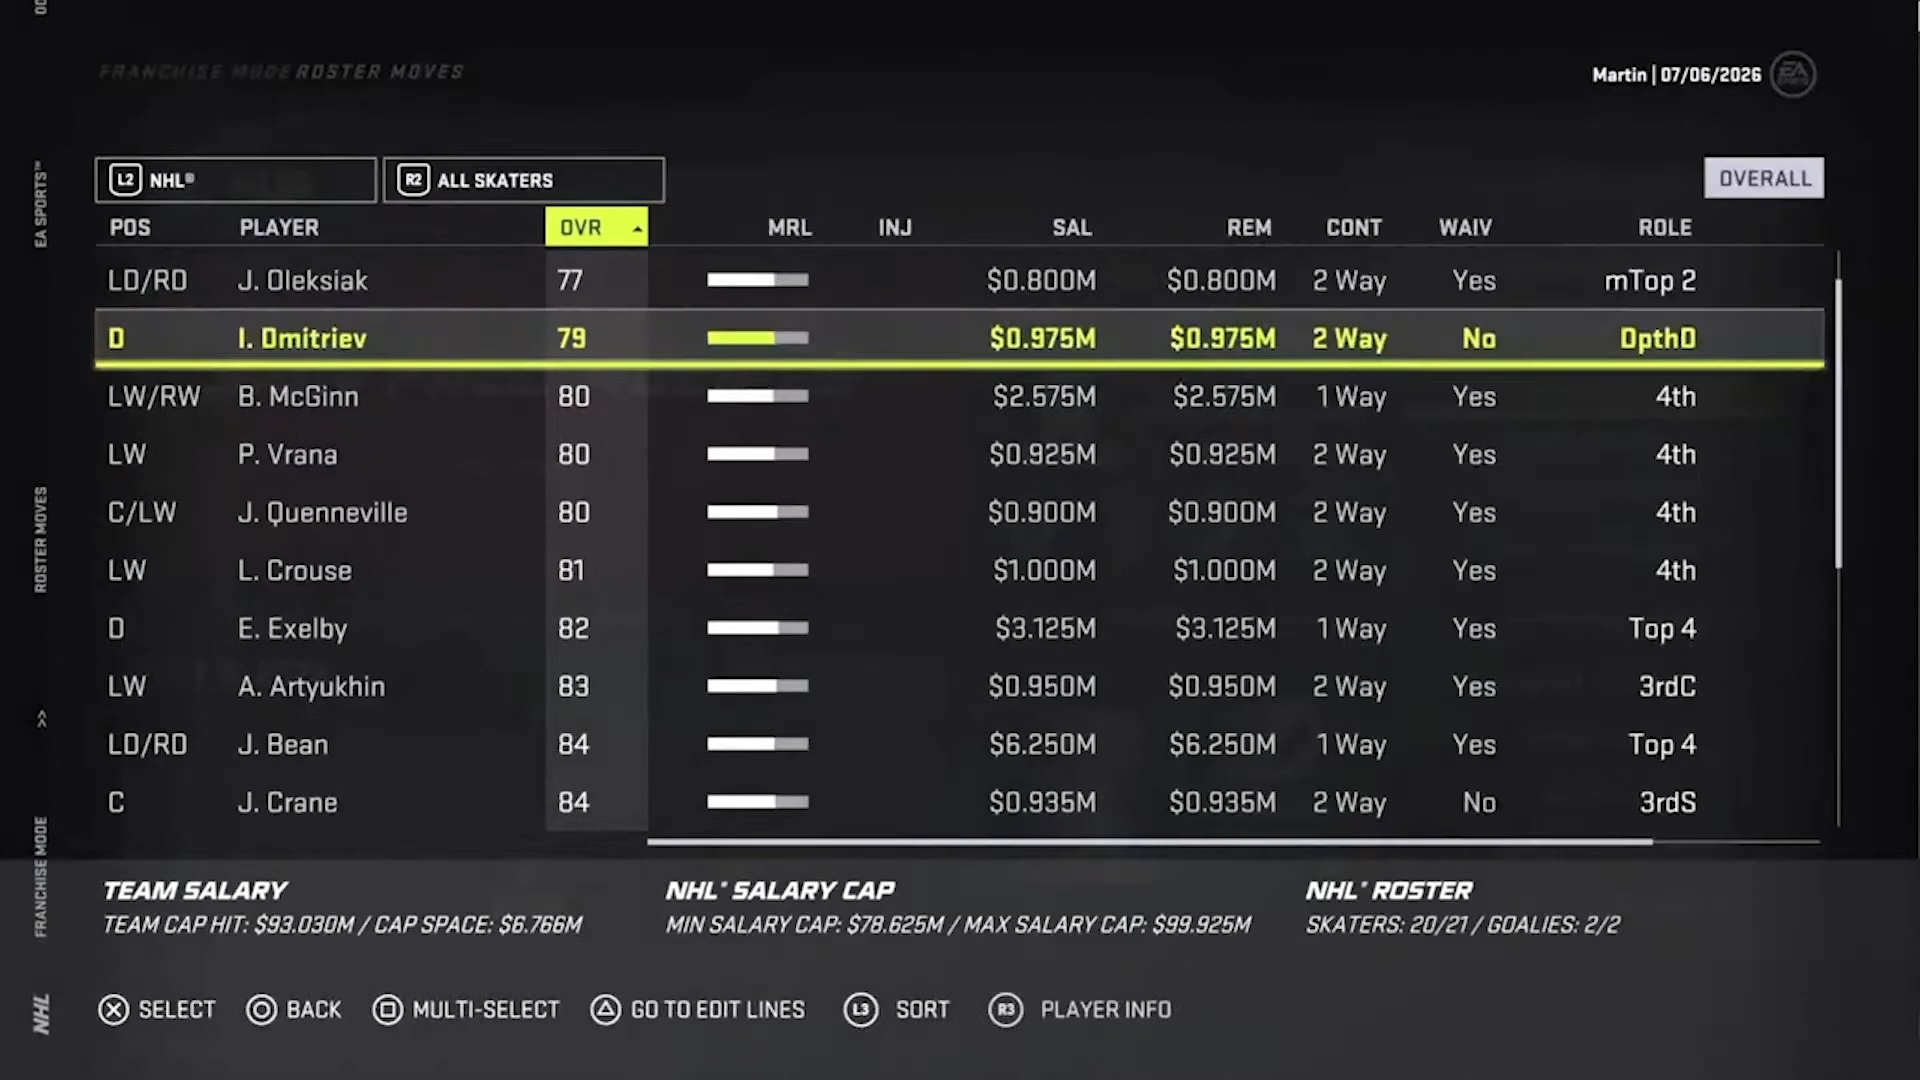 FRANCHISE MODE ROSTER MOVES
Martin | 07/06/2026
EA SPORTS™
ROSTER MOVES
>>
FRANCHISE MODE
NHL
L2 NHL® R2 ALL SKATERS OVERALL
POS PLAYER OVR MRL INJ SAL REM CONT WAIV ROLE
LD/RD J. Oleksiak 77 $0.800M $0.800M 2 Way Yes mTop 2
D I. Dmitriev 79 $0.975M $0.975M 2 Way No DpthD
LW/RW B. McGinn 80 $2.575M $2.575M 1 Way Yes 4th
LW P. Vrana 80 $0.925M $0.925M 2 Way Yes 4th
C/LW J. Quenneville 80 $0.900M $0.900M 2 Way Yes 4th
LW L. Crouse 81 $1.000M $1.000M 2 Way Yes 4th
D E. Exelby 82 $3.125M $3.125M 1 Way Yes Top 4
LW A. Artyukhin 83 $0.950M $0.950M 2 Way Yes 3rdC
LD/RD J. Bean 84 $6.250M $6.250M 1 Way Yes Top 4
C J. Crane 84 $0.935M $0.935M 2 Way No 3rdS
TEAM SALARY
TEAM CAP HIT: $93.030M / CAP SPACE: $6.766M
NHL® SALARY CAP
MIN SALARY CAP: $78.625M / MAX SALARY CAP: $99.925M
NHL® ROSTER
SKATERS: 20/21 / GOALIES: 2/2
SELECT BACK MULTI-SELECT GO TO EDIT LINES L3 SORT R3 PLAYER INFO